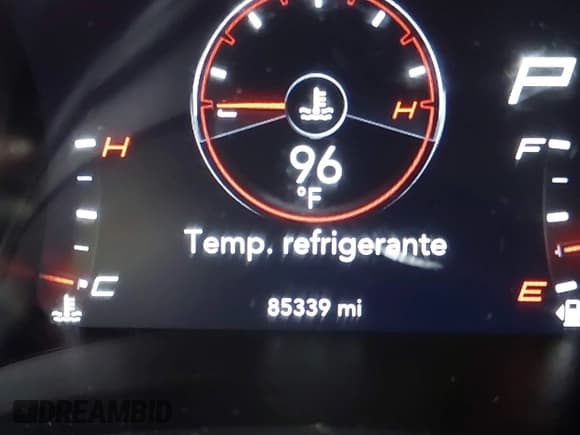 P
H
H
F
96
°F
Temp. refrigerante
C
E
85339 mi
DREAMBID